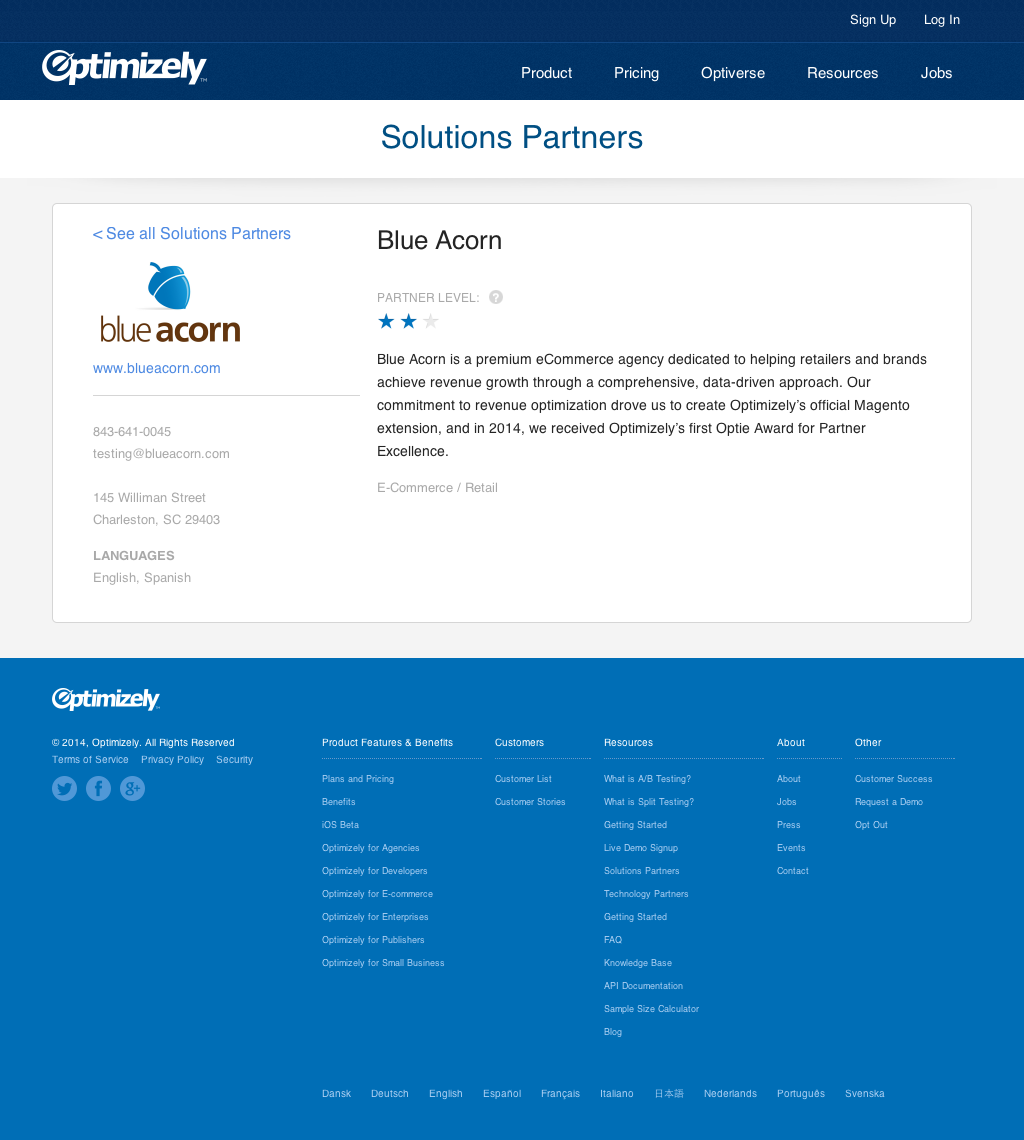 Sign Up Log In
Optimizely™
Product Pricing Optiverse Resources Jobs
Solutions Partners
< See all Solutions Partners
blue acorn
www.blueacorn.com
843-641-0045
testing@blueacorn.com
145 Williman Street
Charleston, SC 29403
LANGUAGES
English, Spanish
Blue Acorn
PARTNER LEVEL: ?
Blue Acorn is a premium eCommerce agency dedicated to helping retailers and brands
achieve revenue growth through a comprehensive, data-driven approach. Our
commitment to revenue optimization drove us to create Optimizely’s official Magento
extension, and in 2014, we received Optimizely’s first Optie Award for Partner
Excellence.
E-Commerce / Retail
Optimizely™
© 2014, Optimizely. All Rights Reserved
Terms of Service Privacy Policy Security
Product Features & Benefits
Plans and Pricing
Benefits
iOS Beta
Optimizely for Agencies
Optimizely for Developers
Optimizely for E-commerce
Optimizely for Enterprises
Optimizely for Publishers
Optimizely for Small Business
Customers
Customer List
Customer Stories
Resources
What is A/B Testing?
What is Split Testing?
Getting Started
Live Demo Signup
Solutions Partners
Technology Partners
Getting Started
FAQ
Knowledge Base
API Documentation
Sample Size Calculator
Blog
About
About
Jobs
Press
Events
Contact
Other
Customer Success
Request a Demo
Opt Out
Dansk Deutsch English Español Français Italiano 日本語 Nederlands Português Svenska